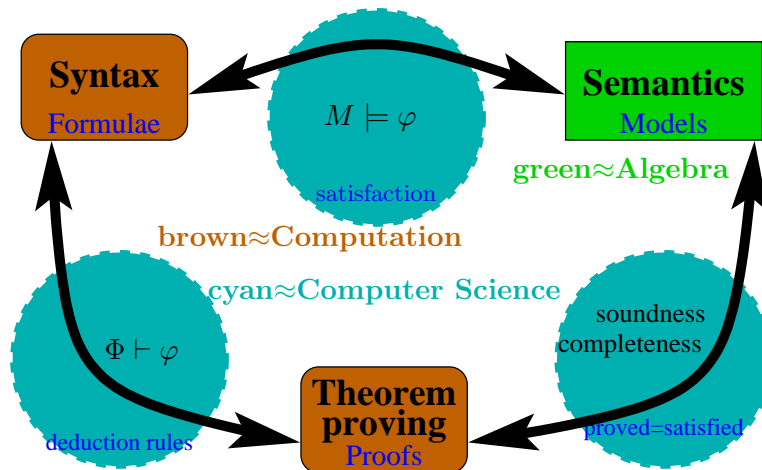 Syntax
Formulae
M ⊨ φ
satisfaction
Semantics
Models
green≈Algebra
brown≈Computation
cyan≈Computer Science
Φ ⊢ φ
deduction rules
Theorem
proving
Proofs
soundness
completeness
proved=satisfied